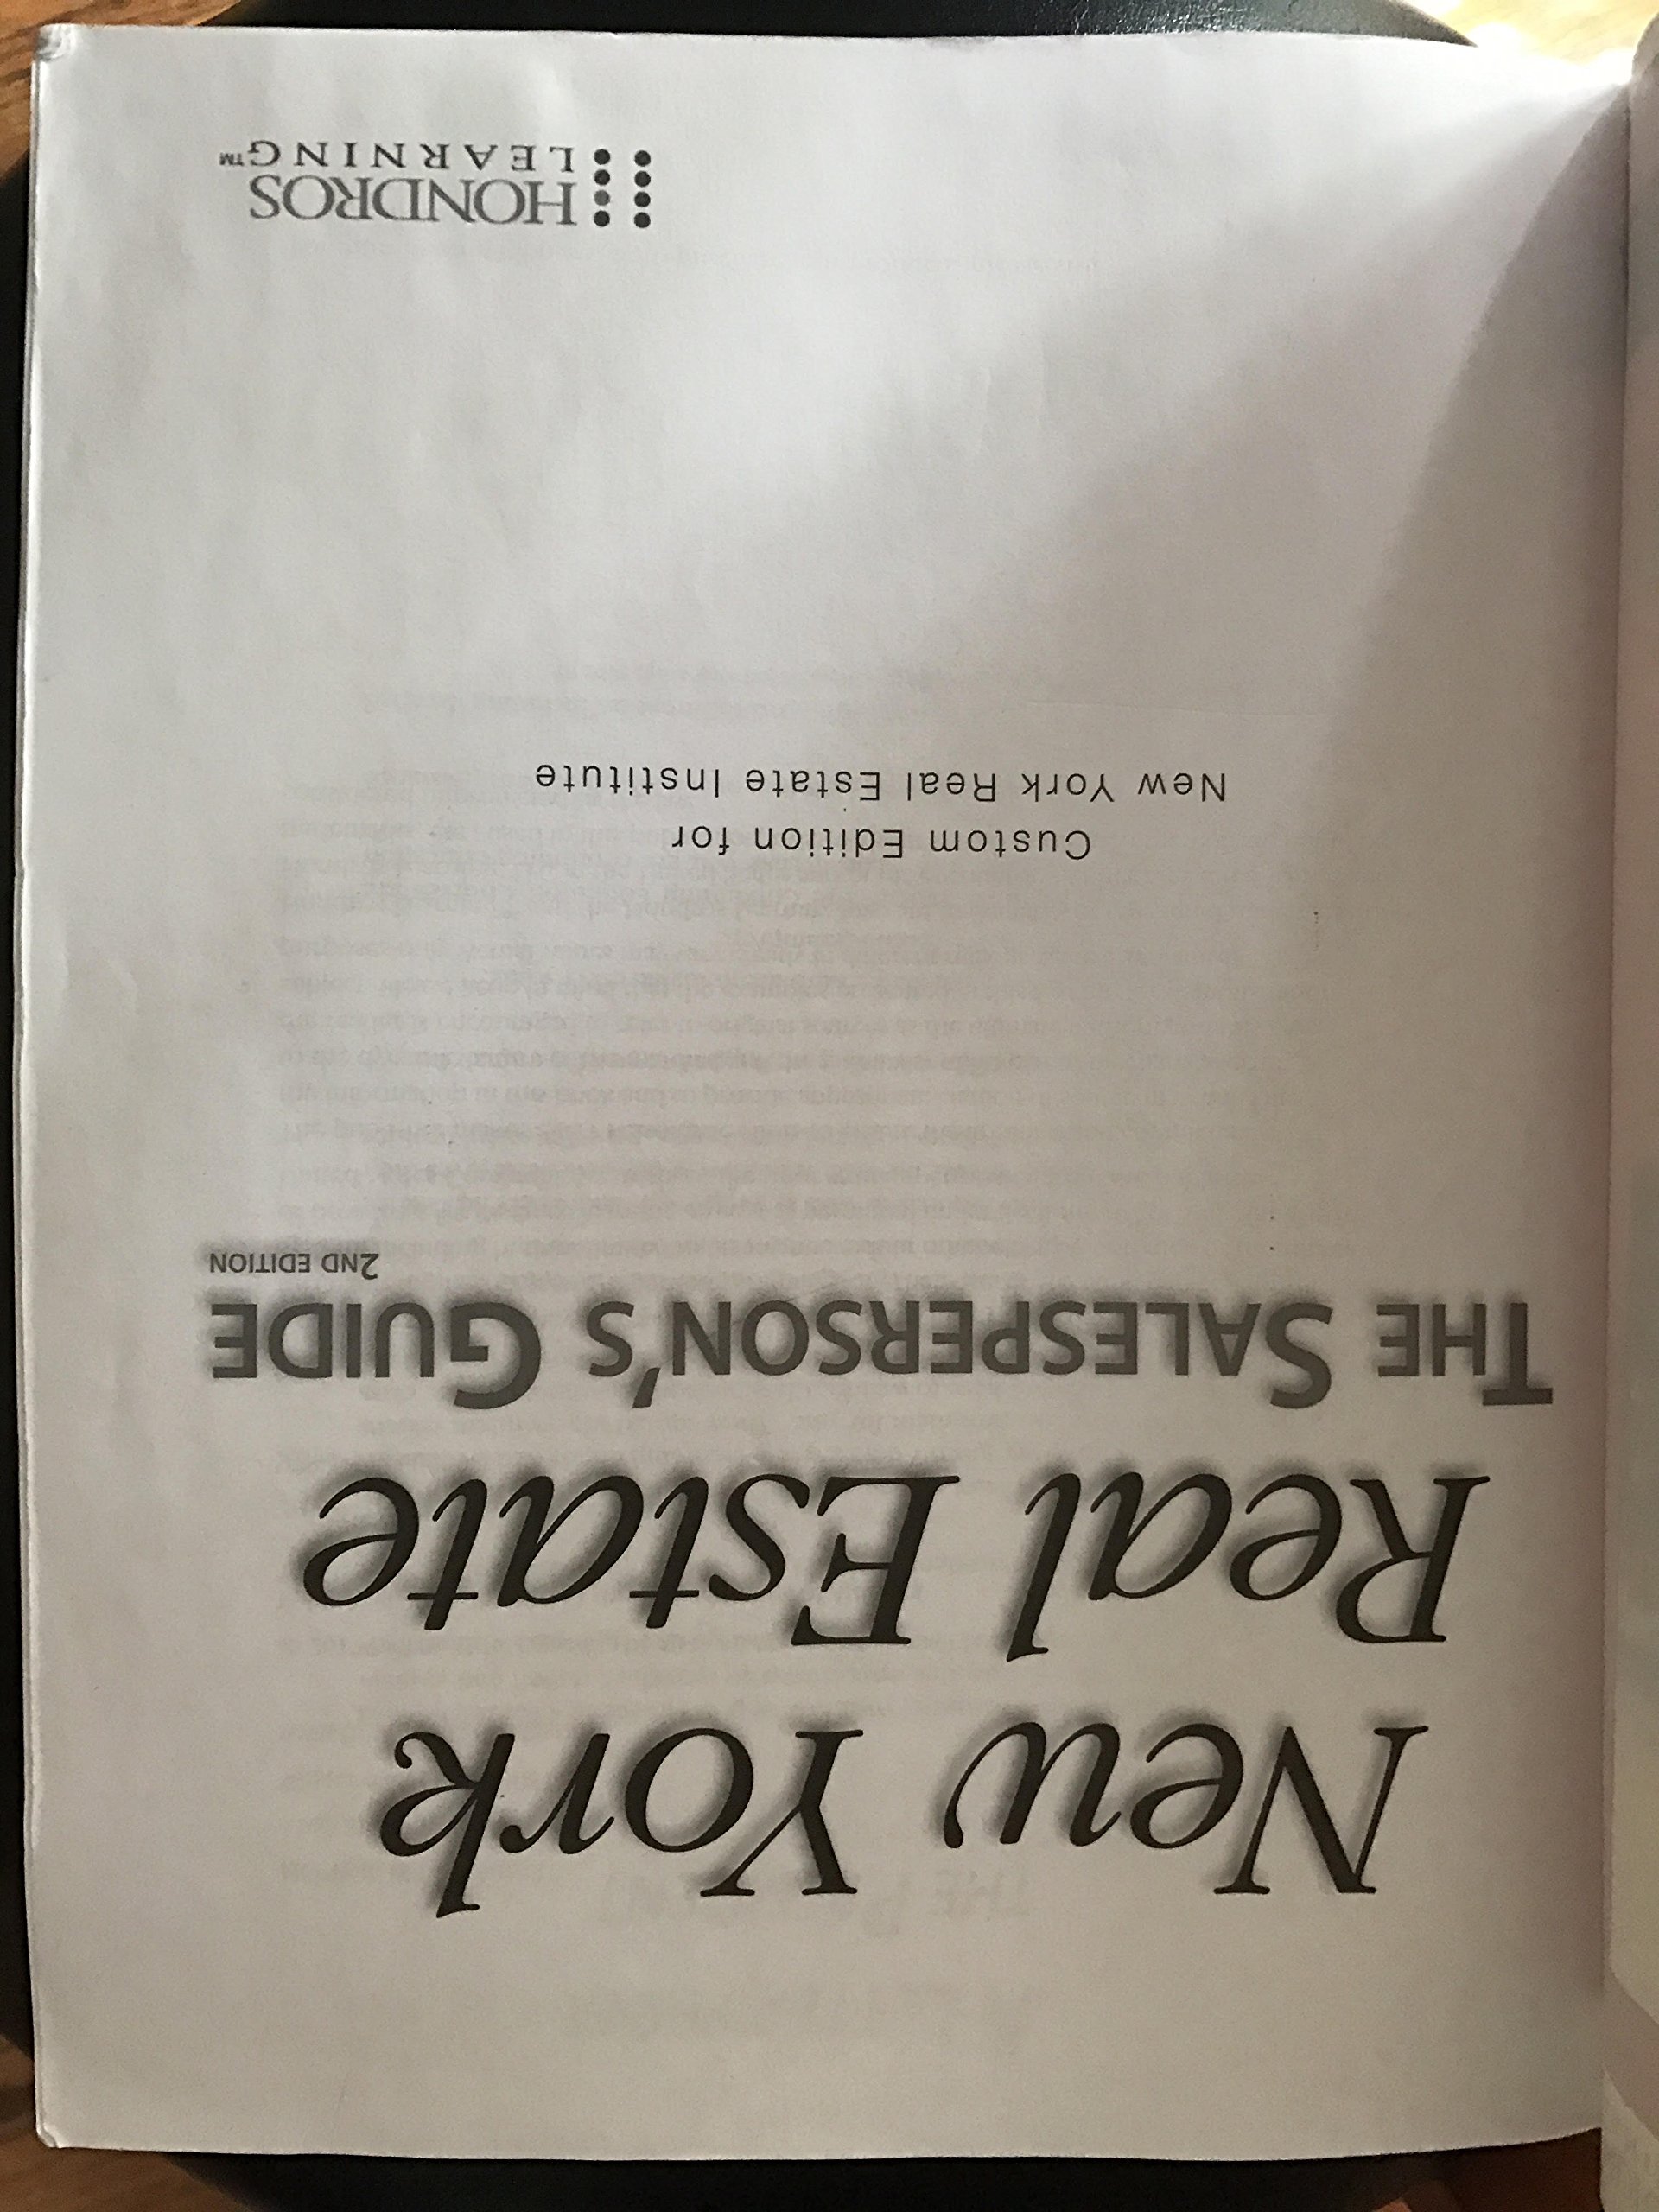 New York
Real Estate
THE SALESPERSON'S GUIDE
2ND EDITION
Custom Edition for
New York Real Estate Institute
HONDROS
LEARNING™